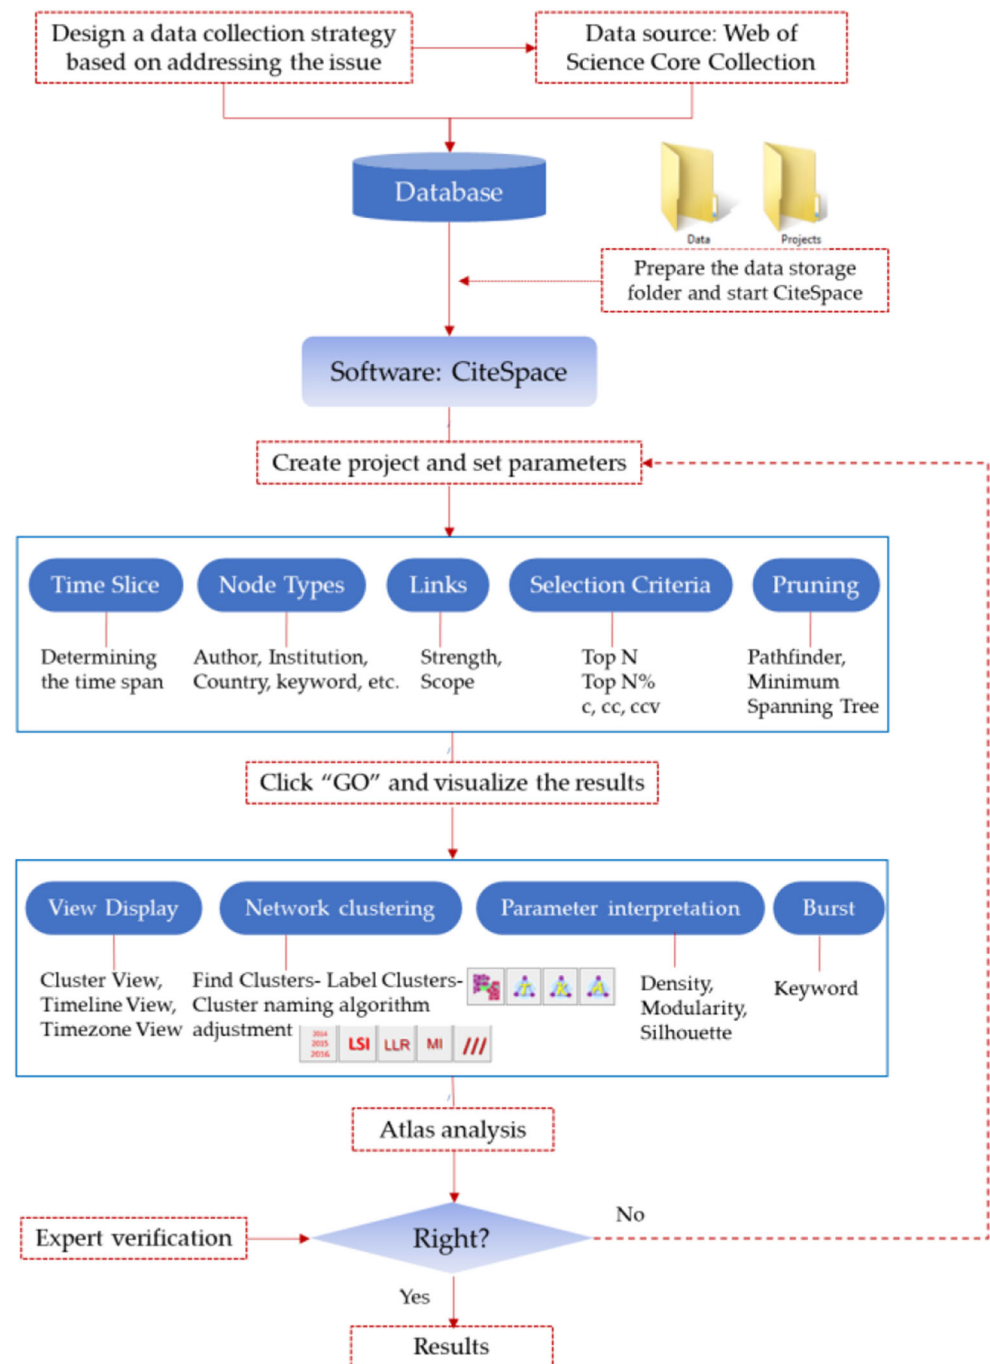 Design a data collection strategy
based on addressing the issue
Data source: Web of
Science Core Collection
Database
Data
Projects
Prepare the data storage
folder and start CiteSpace
Software: CiteSpace
Create project and set parameters
Time Slice
Node Types
Links
Selection Criteria
Pruning
Determining
the time span
Author, Institution,
Country, keyword, etc.
Strength,
Scope
Top N
Top N%
c, cc, ccv
Pathfinder,
Minimum
Spanning Tree
Click “GO” and visualize the results
View Display
Network clustering
Parameter interpretation
Burst
Cluster View,
Timeline View,
Timezone View
Find Clusters- Label Clusters-
Cluster naming algorithm
adjustment
T
K
A
2014
2015
2016
LSI
LLR
MI
Density,
Modularity,
Silhouette
Keyword
Atlas analysis
Expert verification
Right?
No
Yes
Results